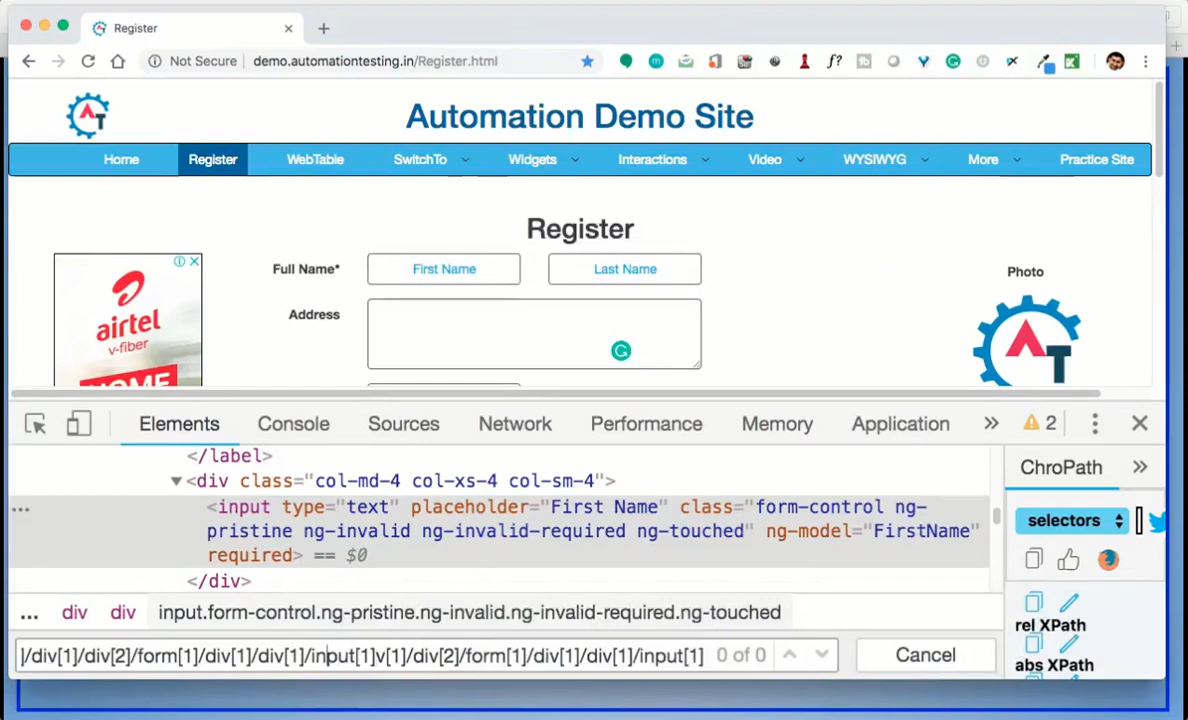 Register
Not Secure
demo.automationtesting.in/Register.html
f?
Automation Demo Site
Home Register WebTable SwitchTo Widgets Interactions Video WYSIWYG More Practice Site
Register
Full Name* First Name Last Name
Photo
Address
airtel
v-fiber
HOME
AT
Elements Console Sources Network Performance Memory Application » 2
</label>
<div class="col-md-4 col-xs-4 col-sm-4">
<input type="text" placeholder="First Name" class="form-control ng-
pristine ng-invalid ng-invalid-required ng-touched" ng-model="FirstName"
required> == $0
</div>
... div div input.form-control.ng-pristine.ng-invalid.ng-invalid-required.ng-touched
/div[1]/div[2]/form[1]/div[1]/div[1]/input[1]v[1]/div[2]/form[1]/div[1]/div[1]/input[1] 0 of 0 Cancel
ChroPath »
selectors
rel XPath
abs XPath